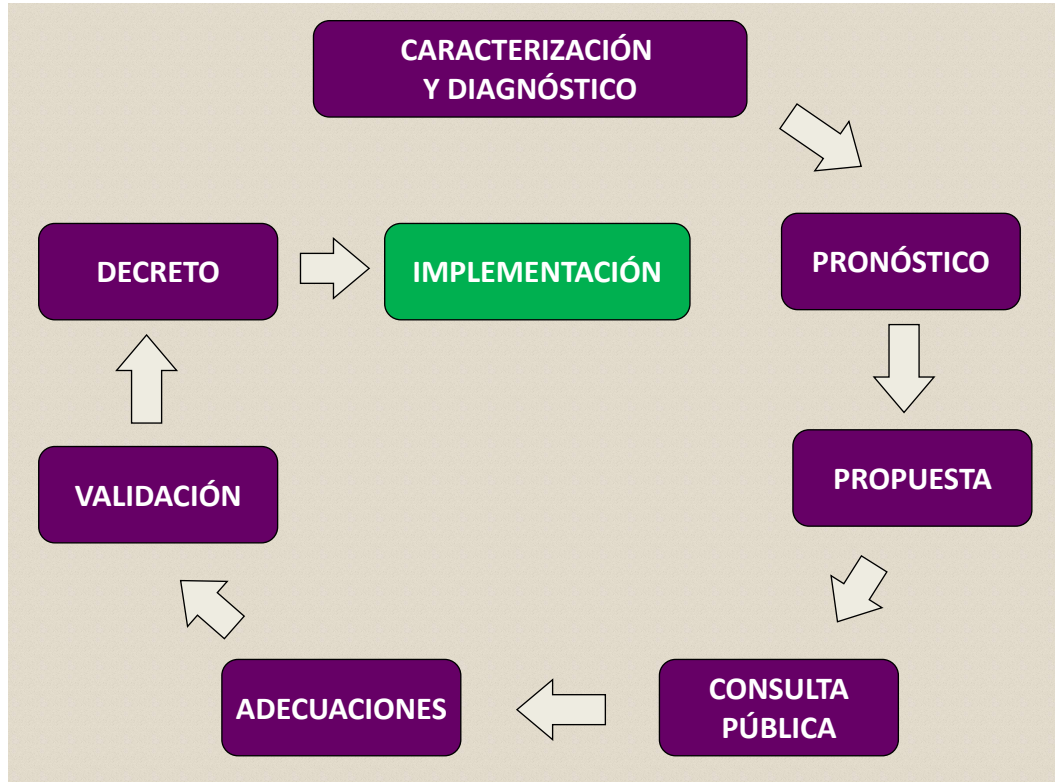 CARACTERIZACIÓN
Y DIAGNÓSTICO
PRONÓSTICO
PROPUESTA
CONSULTA
PÚBLICA
ADECUACIONES
VALIDACIÓN
DECRETO
IMPLEMENTACIÓN